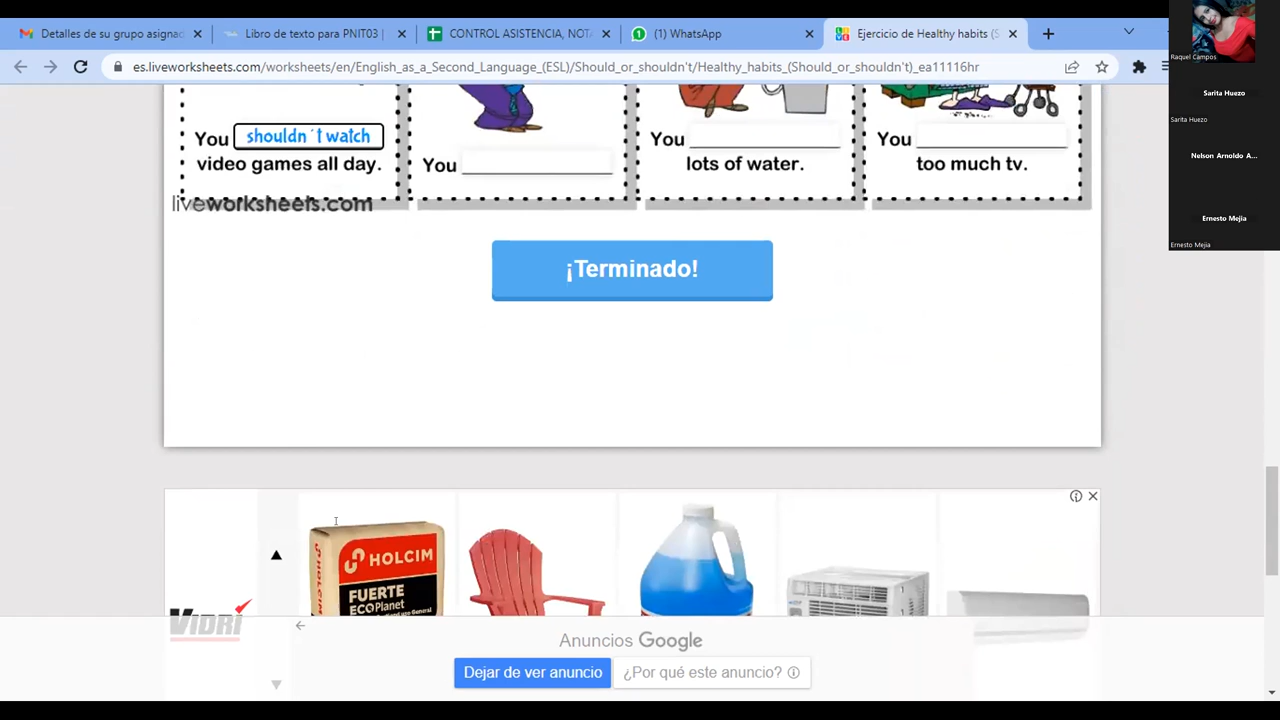 Detalles de su grupo asignad
Libro de texto para PNIT03 |
CONTROL ASISTENCIA, NOTA
(1) WhatsApp
Ejercicio de Healthy habits (S
es.liveworksheets.com/worksheets/en/English_as_a_Second_Language_(ESL)/Should_or_shouldn't/Healthy_habits_(Should_or_shouldn't)_ea11116hr
Raquel Campos
Sarita Huezo
Sarita Huezo
Nelson Arnoldo A...
Ernesto Mejia
Ernesto Mejia
You shouldn´t watch
video games all day.
You
You
lots of water.
You
too much tv.
liveworksheets.com
¡Terminado!
HOLCIM
HOLCIM
FUERTE
ECOPlanet
VIDRÍ
Anuncios Google
Dejar de ver anuncio
¿Por qué este anuncio?